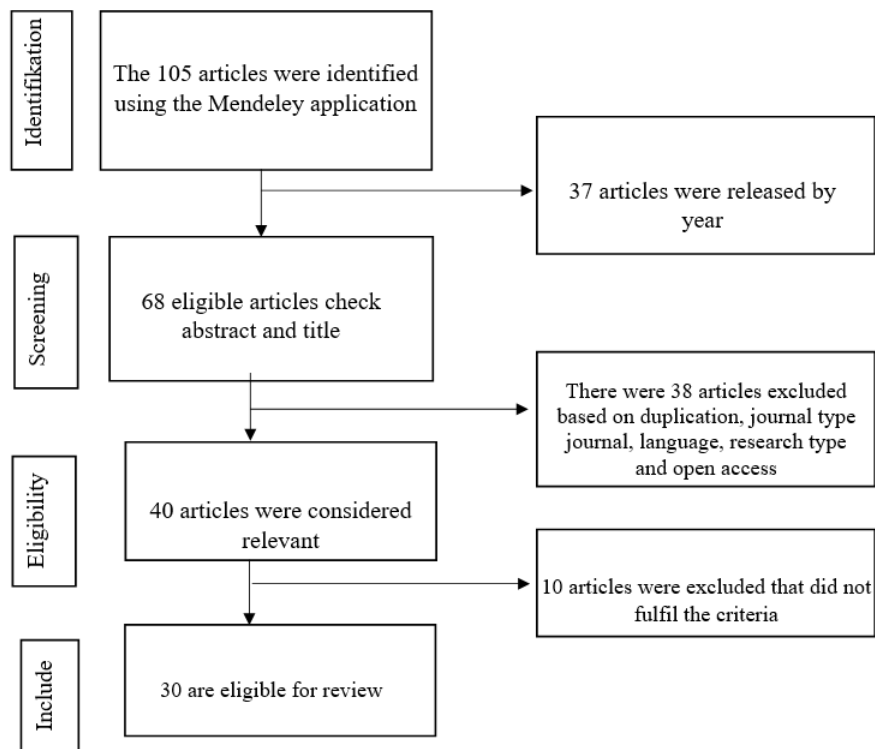 Identifikation
The 105 articles were identified
using the Mendeley application
37 articles were released by
year
Screening
68 eligible articles check
abstract and title
There were 38 articles excluded
based on duplication, journal type
journal, language, research type
and open access
Eligibility
40 articles were considered
relevant
10 articles were excluded that did not
fulfil the criteria
Include
30 are eligible for review